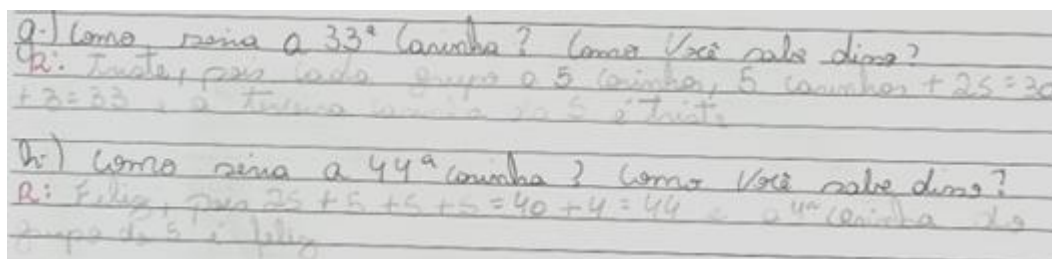 g.) Como seria a 33ª Carinha? Como Você sabe disso?
R: Triste, pois cada grupo a 5 carinhas, 5 carinhas + 25 = 30
+ 3 = 33, a terceira carinha do 5 é triste
h.) Como seria a 44ª carinha? Como Você sabe disso?
R: Feliz, pois 25 + 5 + 5 + 5 = 40 + 4 = 44 a 4ª carinha do
grupo do 5 é feliz